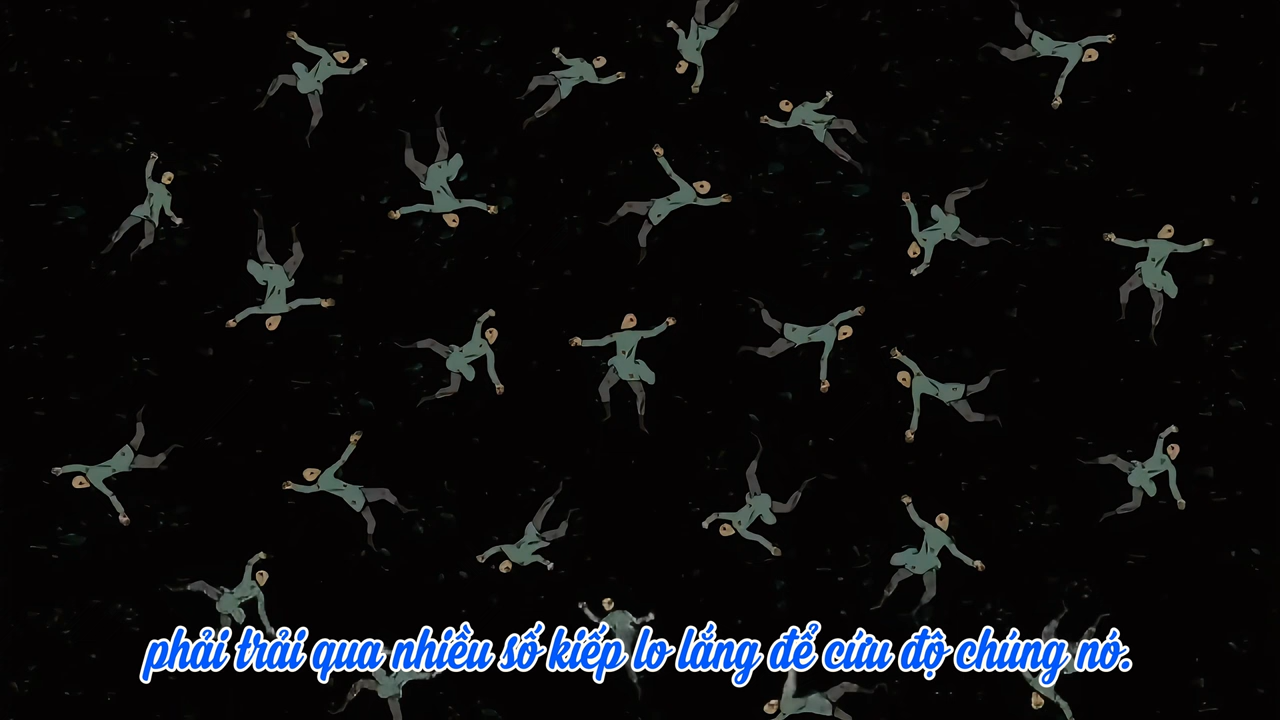 phải trải qua nhiều số kiếp lo lắng để cứu độ chúng nó.